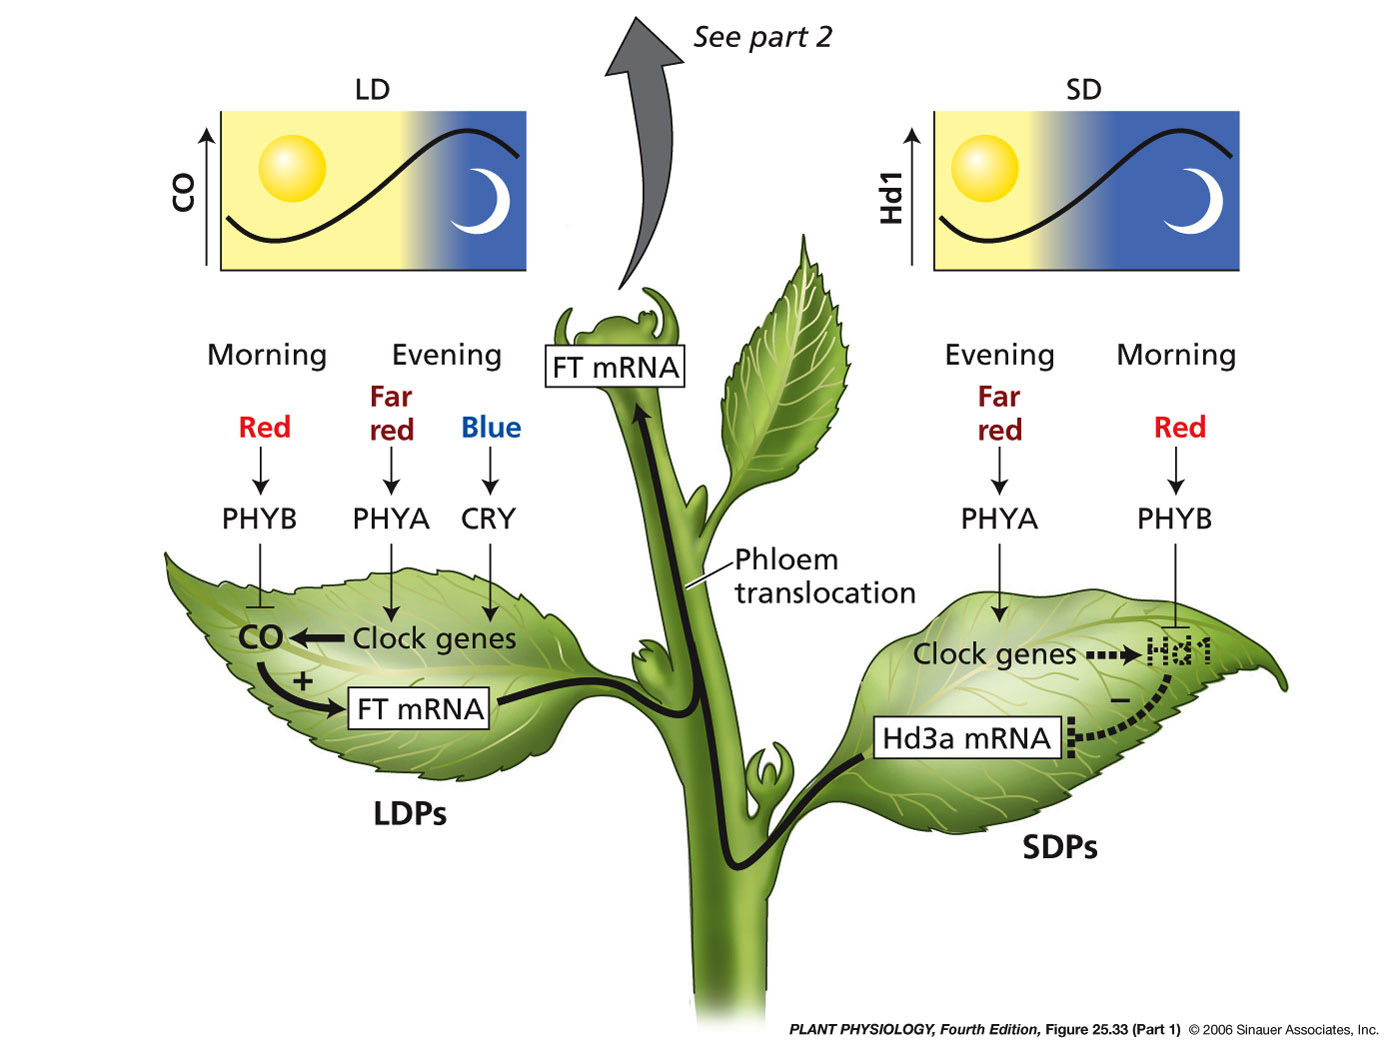 See part 2
LD
SD
CO
Hd1
Morning
Evening
FT mRNA
Evening
Morning
Red
Far
red
Blue
Far
red
Red
PHYB
PHYA
CRY
PHYA
PHYB
Phloem
translocation
CO
Clock genes
Clock genes
Hd1
+
FT mRNA
–
Hd3a mRNA
LDPs
SDPs
PLANT PHYSIOLOGY, Fourth Edition, Figure 25.33 (Part 1) © 2006 Sinauer Associates, Inc.